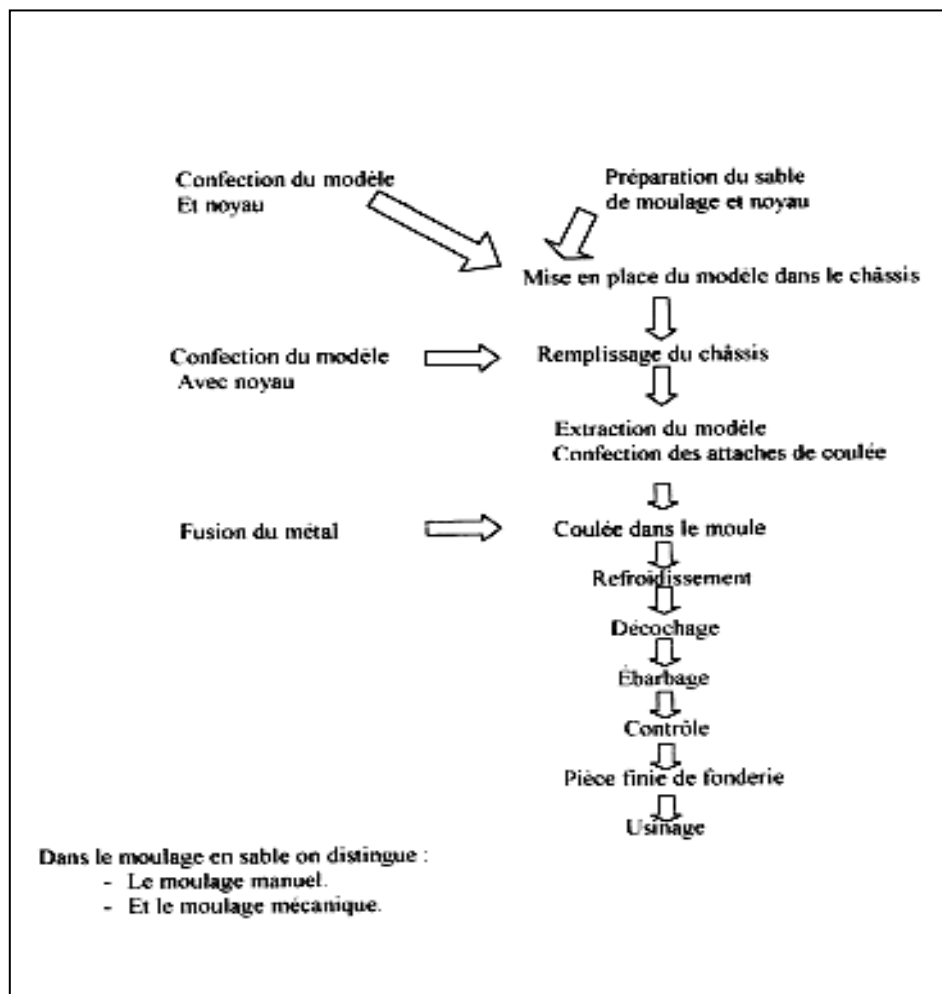 Confection du modèle
Et noyau
Préparation du sable
de moulage et noyau
Mise en place du modèle dans le châssis
Confection du modèle
Avec noyau
Remplissage du châssis
Extraction du modèle
Confection des attaches de coulée
Fusion du métal
Coulée dans le moule
Refroidissement
Décochage
Ébarbage
Contrôle
Pièce finie de fonderie
Usinage
Dans le moulage en sable on distingue :
- Le moulage manuel.
- Et le moulage mécanique.